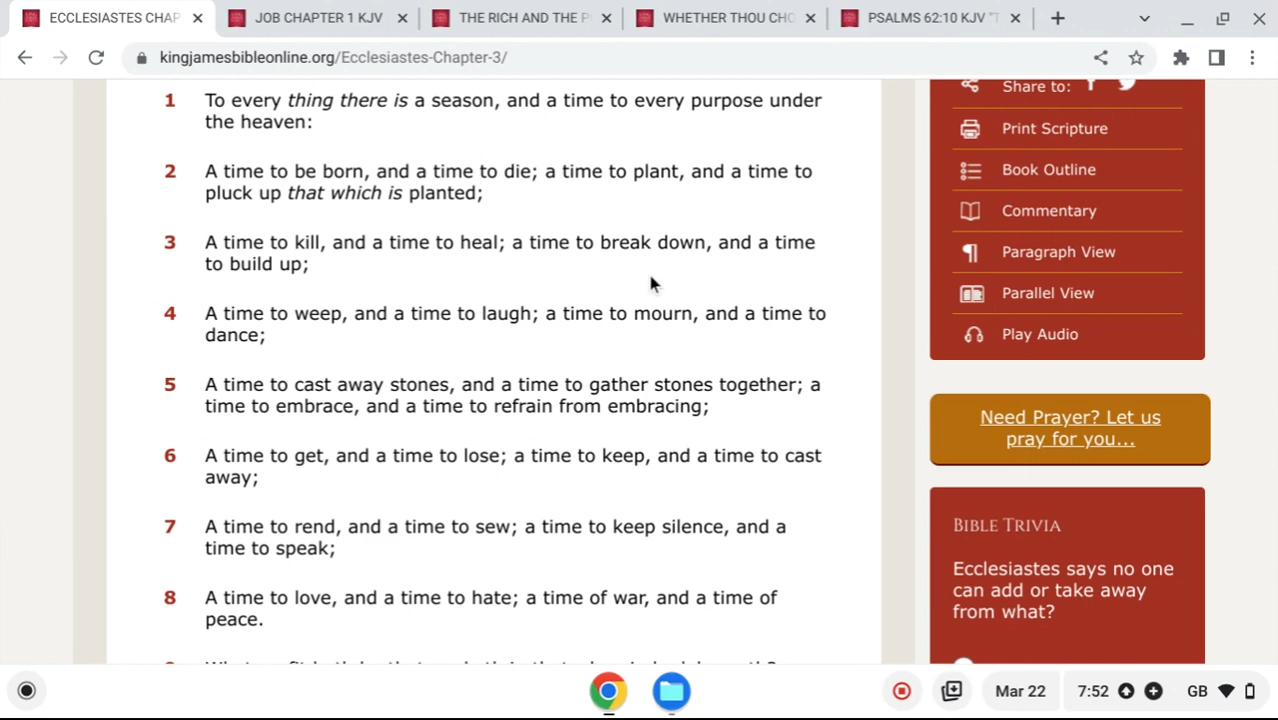 ECCLESIASTES CHAP
JOB CHAPTER 1 KJV
THE RICH AND THE P
WHETHER THOU CHO
PSALMS 62:10 KJV "T
kingjamesbibleonline.org/Ecclesiastes-Chapter-3/
1 To every thing there is a season, and a time to every purpose under
the heaven:
2 A time to be born, and a time to die; a time to plant, and a time to
pluck up that which is planted;
3 A time to kill, and a time to heal; a time to break down, and a time
to build up;
4 A time to weep, and a time to laugh; a time to mourn, and a time to
dance;
5 A time to cast away stones, and a time to gather stones together; a
time to embrace, and a time to refrain from embracing;
6 A time to get, and a time to lose; a time to keep, and a time to cast
away;
7 A time to rend, and a time to sew; a time to keep silence, and a
time to speak;
8 A time to love, and a time to hate; a time of war, and a time of
peace.
Share to:
Print Scripture
Book Outline
Commentary
Paragraph View
Parallel View
Play Audio
Need Prayer? Let us
pray for you...
BIBLE TRIVIA
Ecclesiastes says no one
can add or take away
from what?
Mar 22
7:52
GB